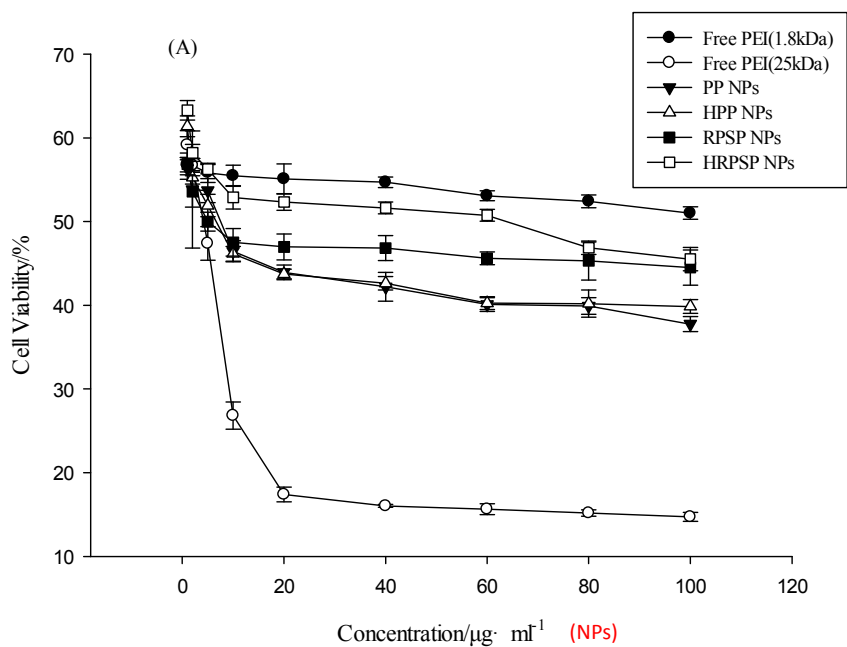 (A)
Free PEI(1.8kDa)
Free PEI(25kDa)
PP NPs
HPP NPs
RPSP NPs
HRPSP NPs
Cell Viability/%
70
60
50
40
30
20
10
0 20 40 60 80 100 120
Concentration/μg· ml⁻¹ (NPs)